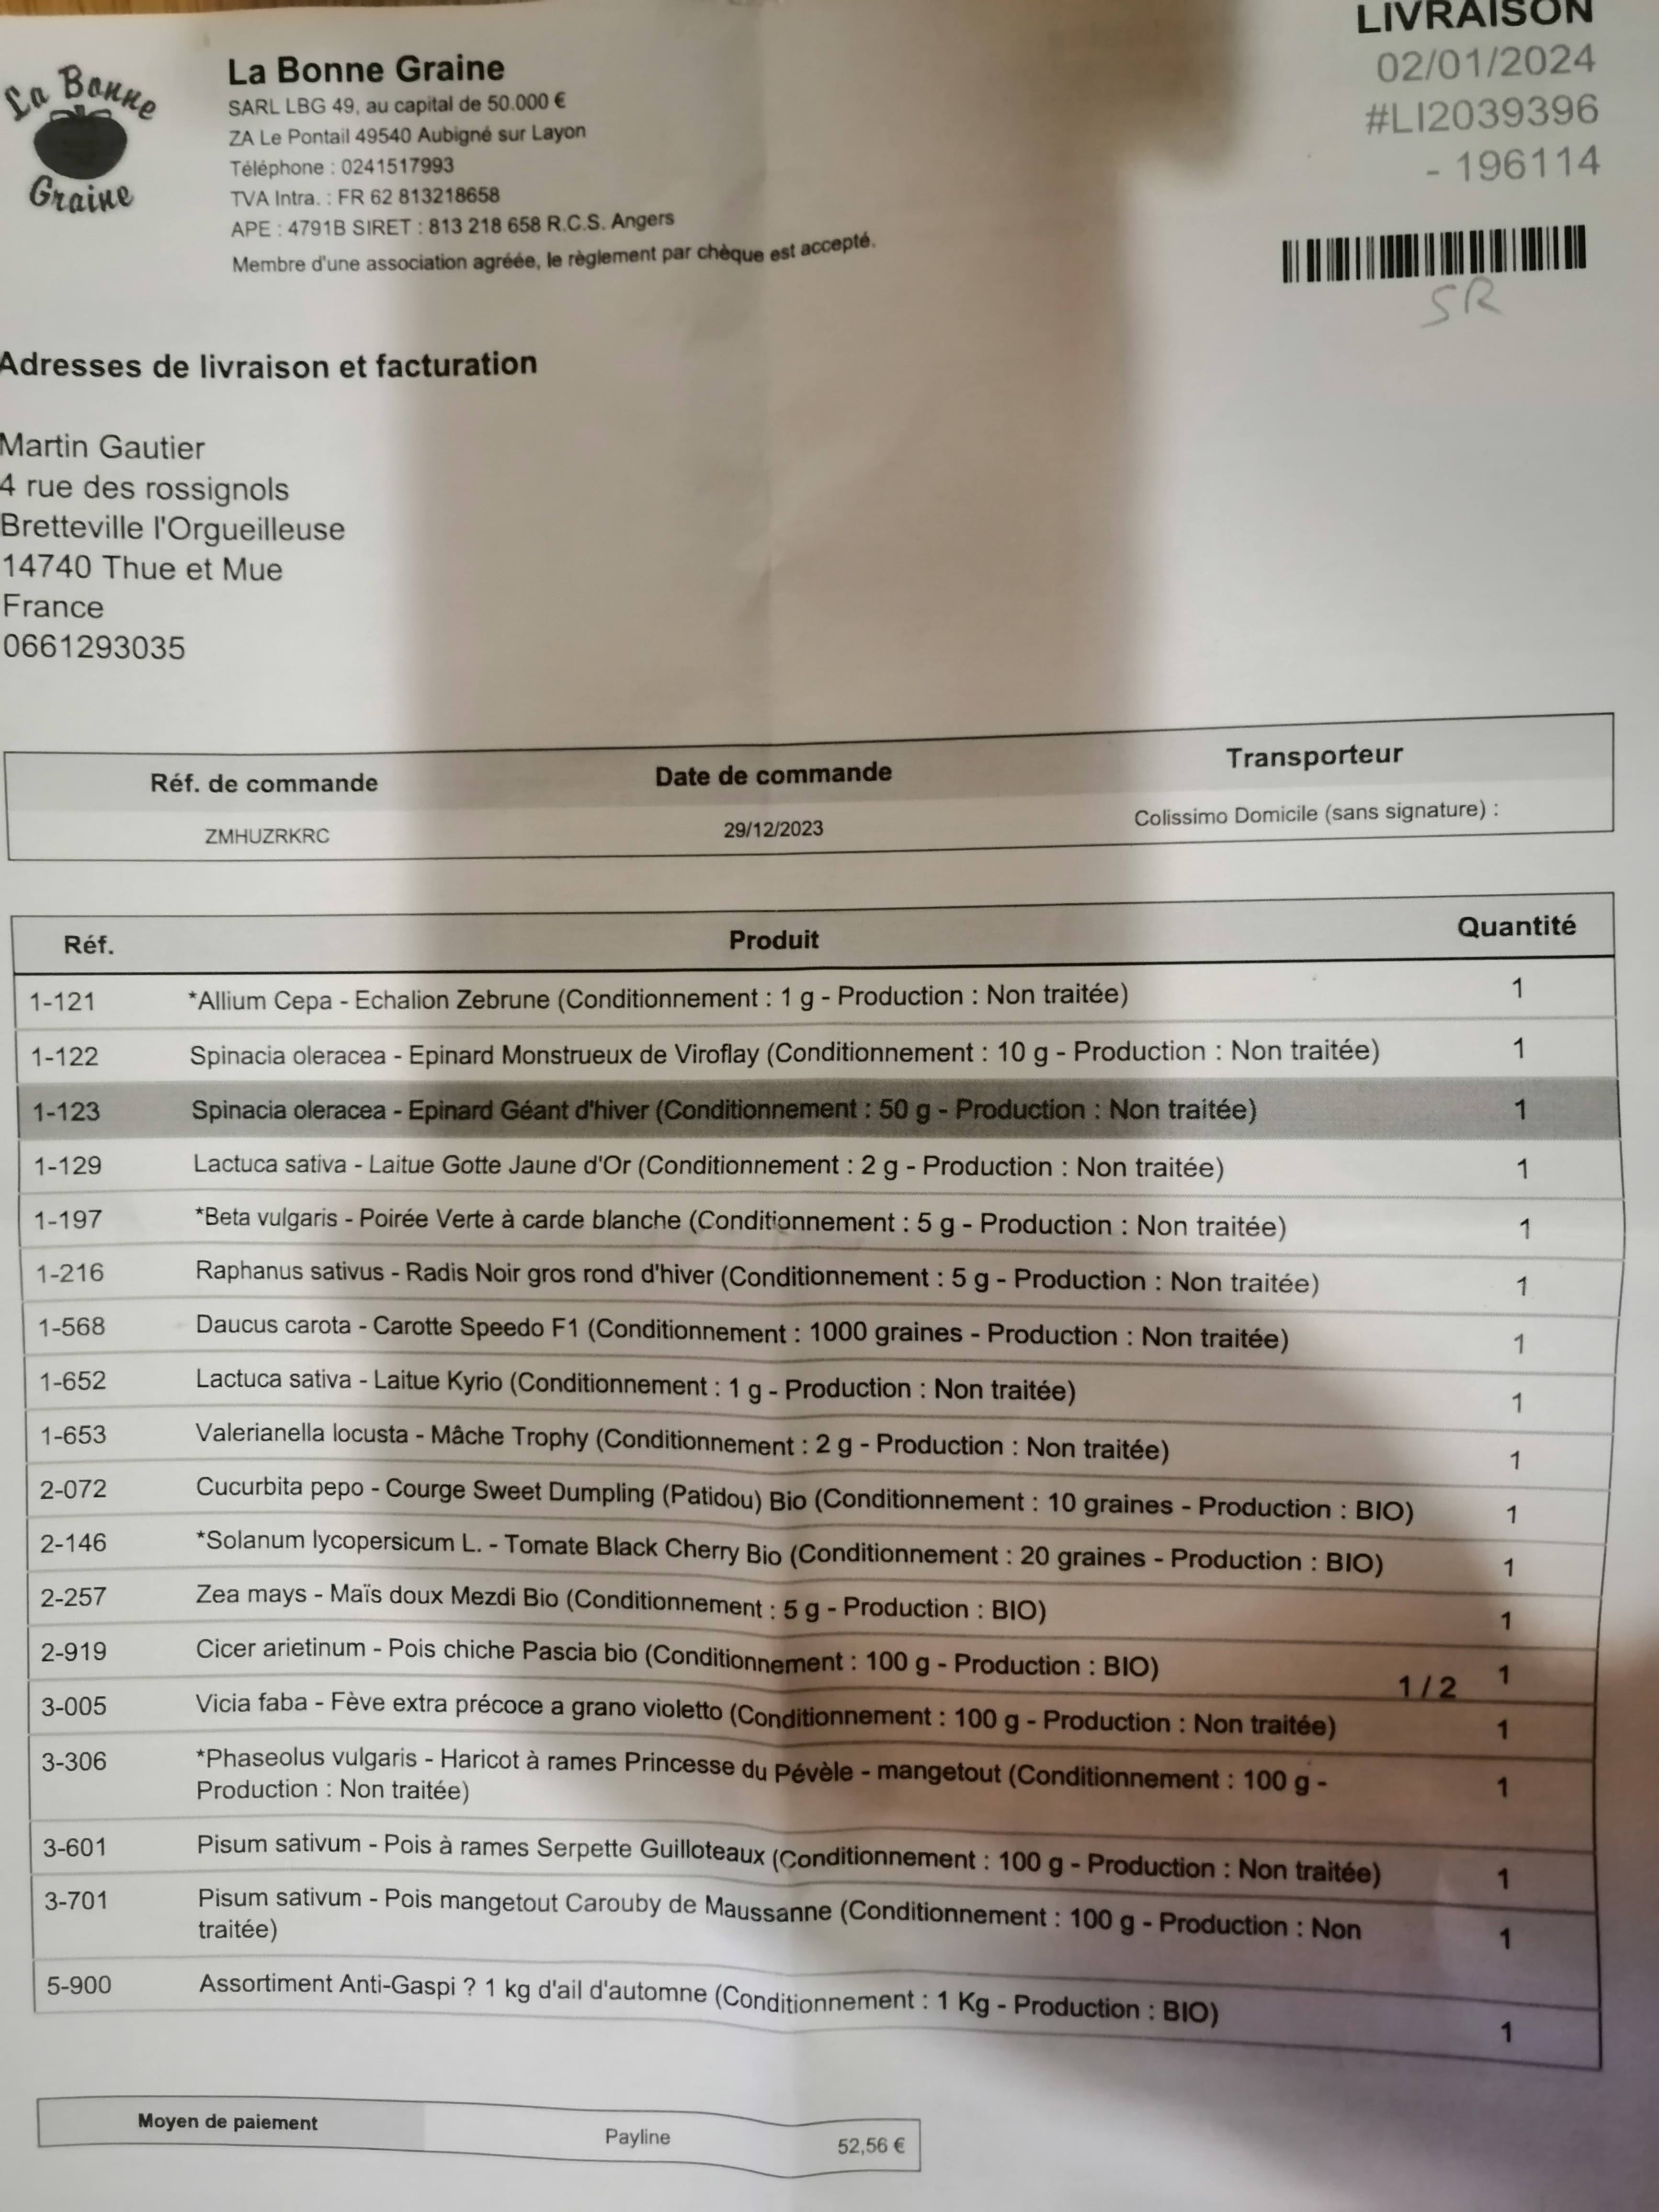 La Bonne
Graine
La Bonne Graine
SARL LBG 49, au capital de 50.000 €
ZA Le Pontail 49540 Aubigné sur Layon
Téléphone : 0241517993
TVA Intra. : FR 62 813218658
APE : 4791B SIRET : 813 218 658 R.C.S. Angers
Membre d'une association agréée, le règlement par chèque est accepté.
LIVRAISON
02/01/2024
#LI2039396
- 196114
SR
Adresses de livraison et facturation
Martin Gautier
4 rue des rossignols
Bretteville l'Orgueilleuse
14740 Thue et Mue
France
0661293035
Réf. de commande Date de commande Transporteur
ZMHUZRKRC 29/12/2023 Colissimo Domicile (sans signature) :
Réf. Produit Quantité
1-121 *Allium Cepa - Echalion Zebrune (Conditionnement : 1 g - Production : Non traitée) 1
1-122 Spinacia oleracea - Epinard Monstrueux de Viroflay (Conditionnement : 10 g - Production : Non traitée) 1
1-123 Spinacia oleracea - Epinard Géant d'hiver (Conditionnement : 50 g - Production : Non traitée) 1
1-129 Lactuca sativa - Laitue Gotte Jaune d'Or (Conditionnement : 2 g - Production : Non traitée) 1
1-197 *Beta vulgaris - Poirée Verte à carde blanche (Conditionnement : 5 g - Production : Non traitée) 1
1-216 Raphanus sativus - Radis Noir gros rond d'hiver (Conditionnement : 5 g - Production : Non traitée) 1
1-568 Daucus carota - Carotte Speedo F1 (Conditionnement : 1000 graines - Production : Non traitée) 1
1-652 Lactuca sativa - Laitue Kyrio (Conditionnement : 1 g - Production : Non traitée) 1
1-653 Valerianella locusta - Mâche Trophy (Conditionnement : 2 g - Production : Non traitée) 1
2-072 Cucurbita pepo - Courge Sweet Dumpling (Patidou) Bio (Conditionnement : 10 graines - Production : BIO) 1
2-146 *Solanum lycopersicum L. - Tomate Black Cherry Bio (Conditionnement : 20 graines - Production : BIO) 1
2-257 Zea mays - Maïs doux Mezdi Bio (Conditionnement : 5 g - Production : BIO) 1
2-919 Cicer arietinum - Pois chiche Pascia bio (Conditionnement : 100 g - Production : BIO) 1
1 / 2
3-005 Vicia faba - Fève extra précoce a grano violetto (Conditionnement : 100 g - Production : Non traitée) 1
3-306 *Phaseolus vulgaris - Haricot à rames Princesse du Pévèle - mangetout (Conditionnement : 100 g - 1
Production : Non traitée)
3-601 Pisum sativum - Pois à rames Serpette Guilloteaux (Conditionnement : 100 g - Production : Non traitée) 1
3-701 Pisum sativum - Pois mangetout Carouby de Maussanne (Conditionnement : 100 g - Production : Non 1
traitée)
5-900 Assortiment Anti-Gaspi ? 1 kg d'ail d'automne (Conditionnement : 1 Kg - Production : BIO) 1
Moyen de paiement Payline 52,56 €